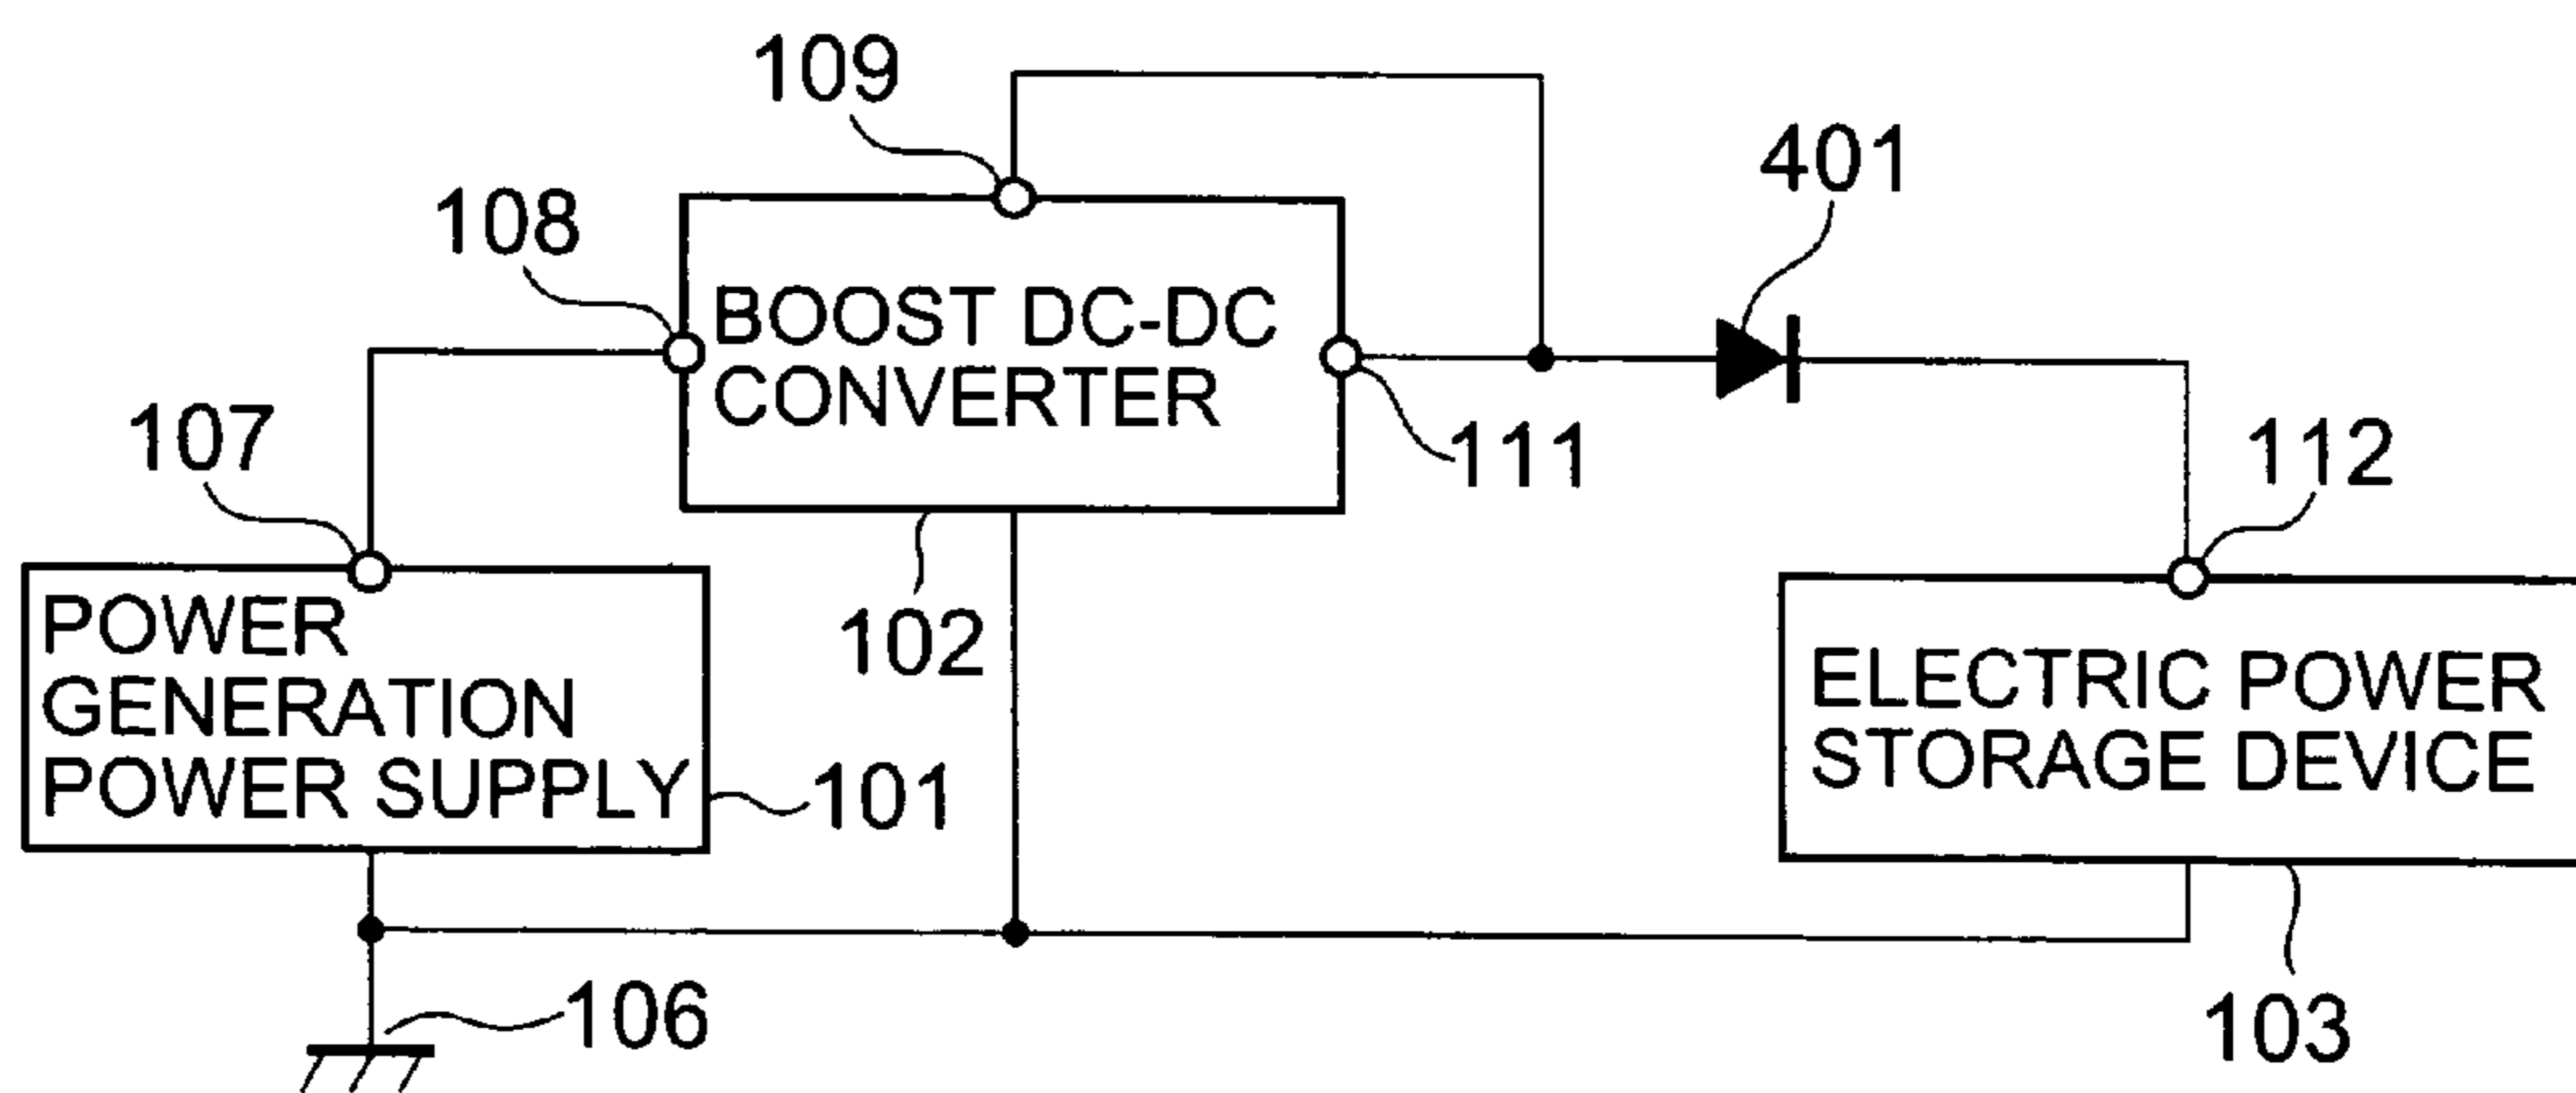 109
401
108
BOOST DC-DC
CONVERTER
107
111
112
POWER
GENERATION
POWER SUPPLY
102
101
ELECTRIC POWER
STORAGE DEVICE
106
103